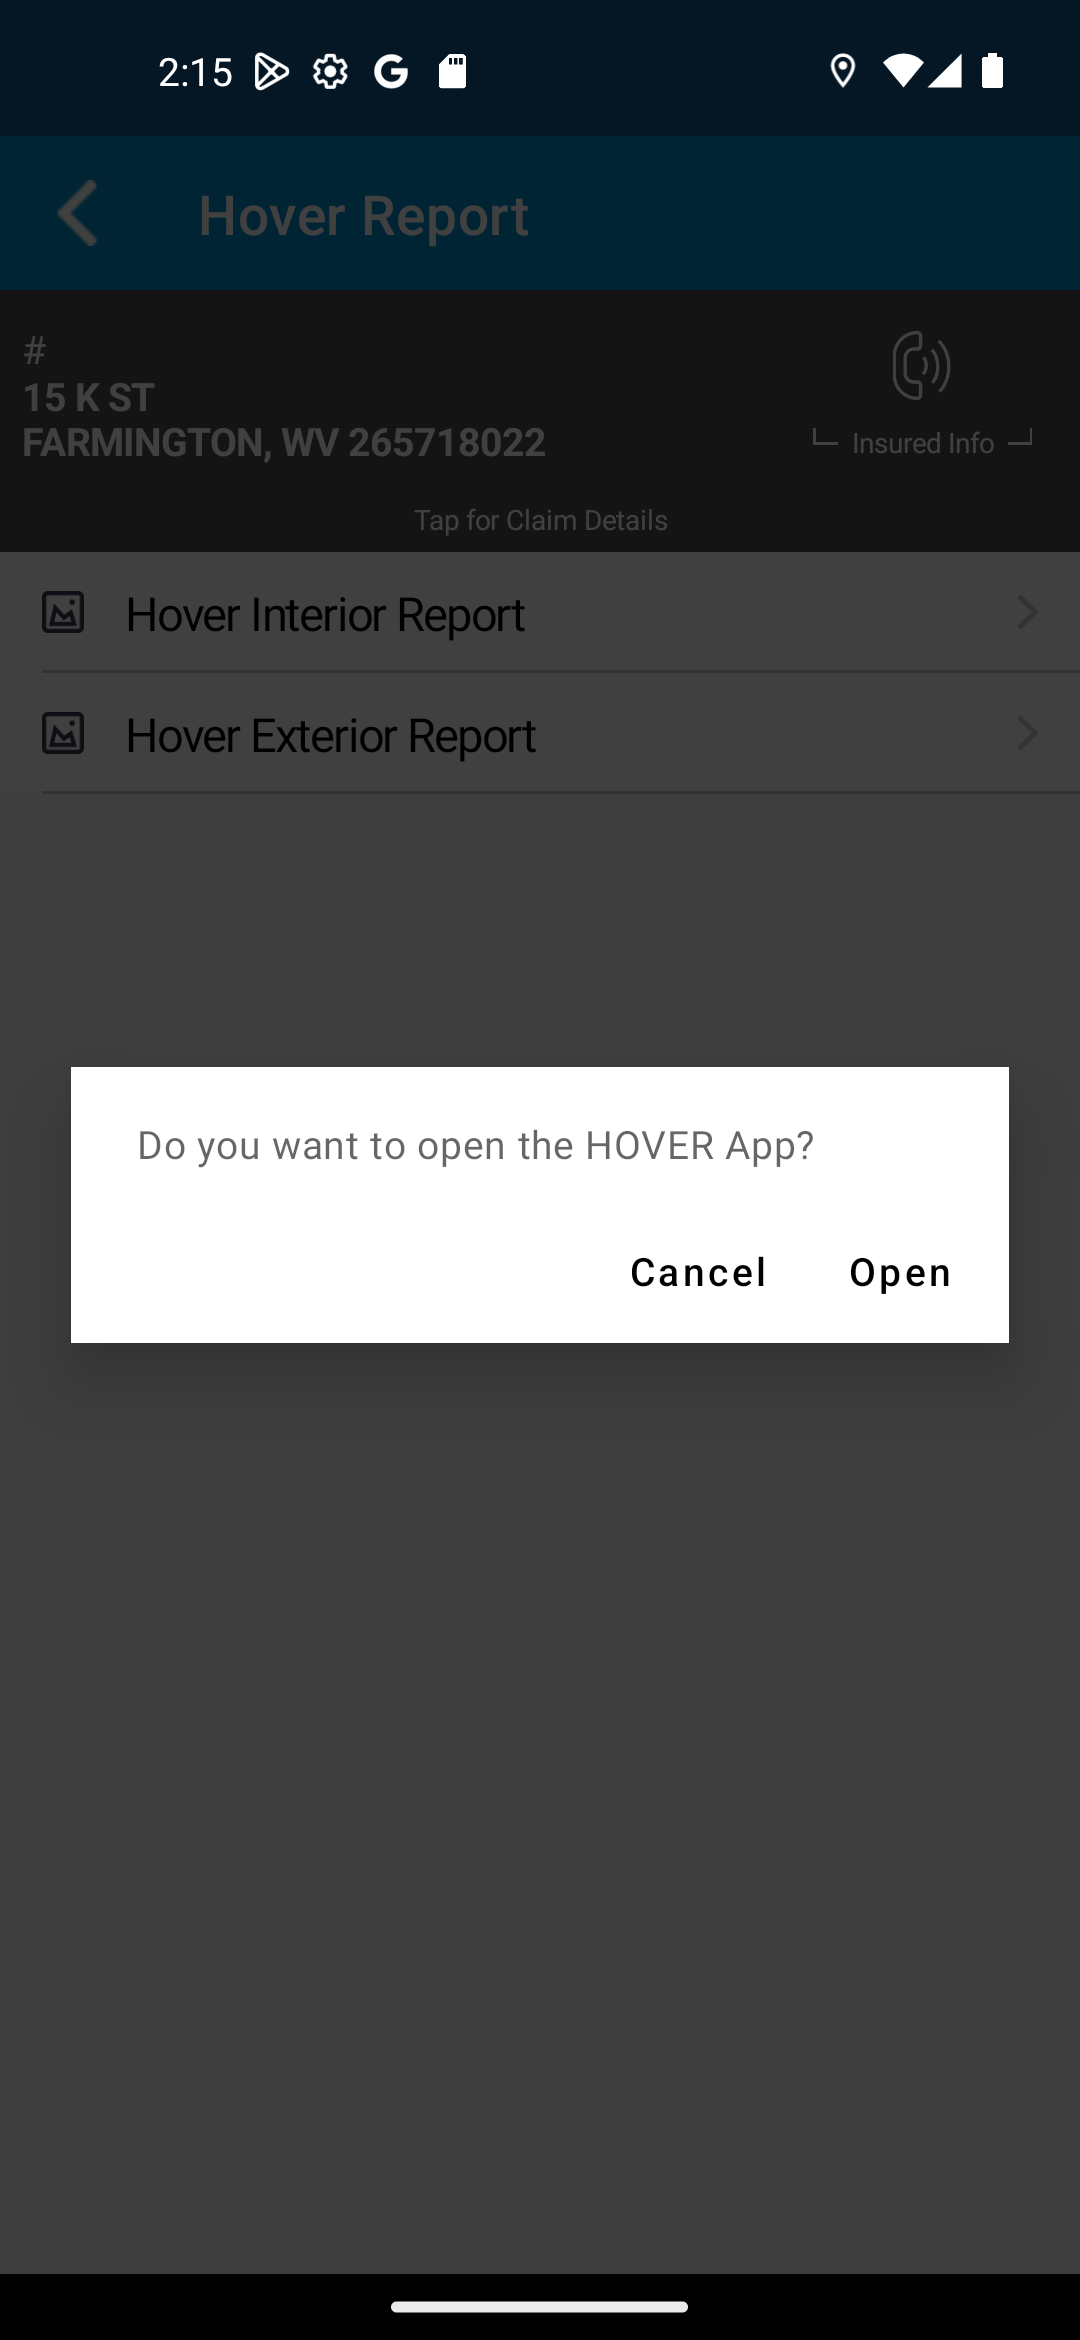 2:15
Hover Report
#
15 K ST
FARMINGTON, WV 265718022
Insured Info
Tap for Claim Details
Hover Interior Report
Hover Exterior Report
Do you want to open the HOVER App?
Cancel Open